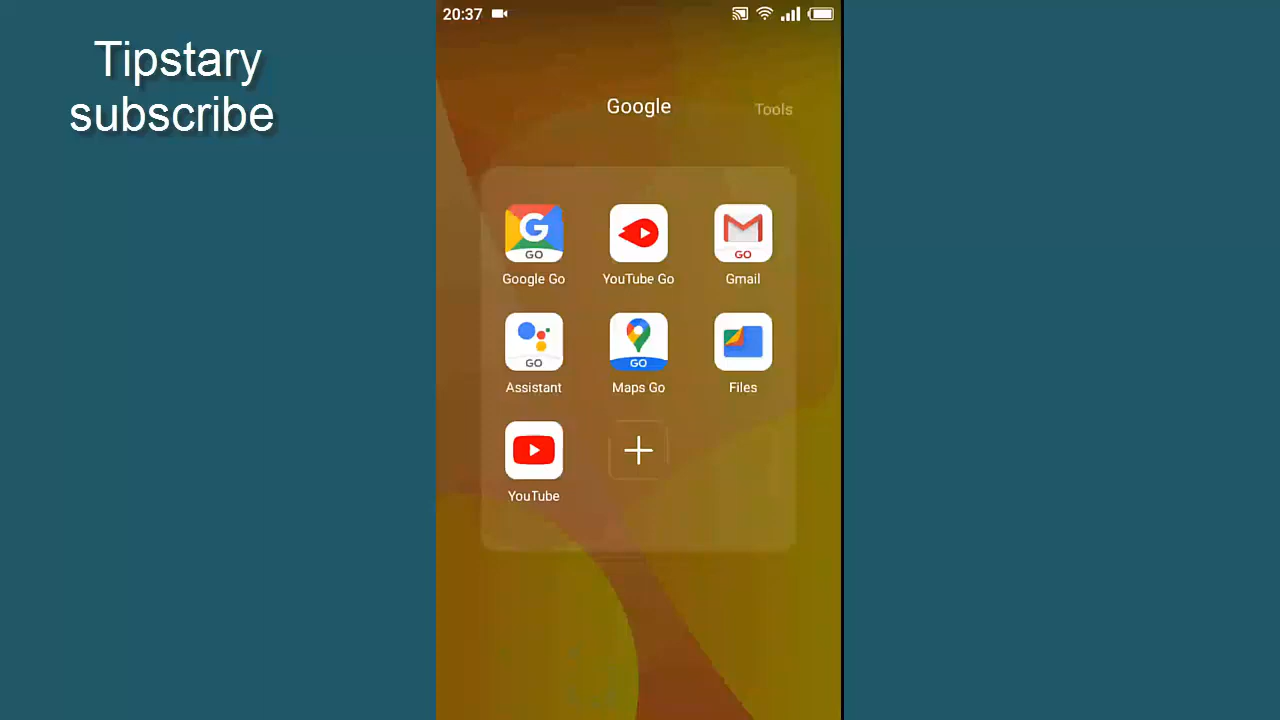 Tipstary
subscribe
20:37
Google
Tools
GO
GO
Google Go
YouTube Go
Gmail
GO
GO
Assistant
Maps Go
Files
YouTube